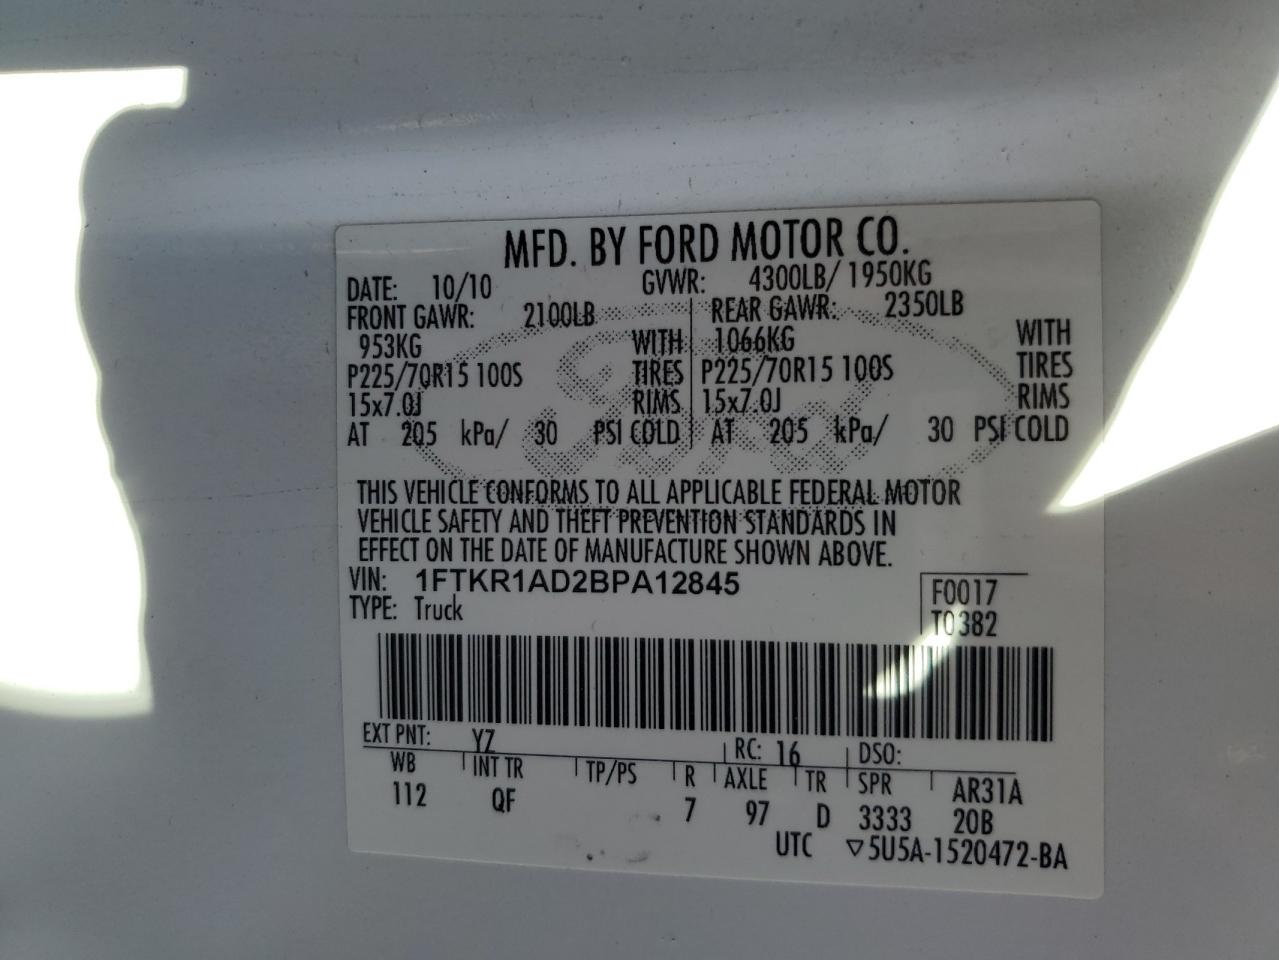 MFD. BY FORD MOTOR CO.
DATE: 10/10 GVWR: 4300LB/ 1950KG
FRONT GAWR: 2100LB REAR GAWR: 2350LB
953KG WITH 1066KG WITH
P225/70R15 100S TIRES P225/70R15 100S TIRES
15x7.0J RIMS 15x7.0J RIMS
AT 205 kPa/ 30 PSI COLD AT 205 kPa/ 30 PSI COLD
Ford
THIS VEHICLE CONFORMS TO ALL APPLICABLE FEDERAL MOTOR
VEHICLE SAFETY AND THEFT PREVENTION STANDARDS IN
EFFECT ON THE DATE OF MANUFACTURE SHOWN ABOVE.
VIN: 1FTKR1AD2BPA12845 F0017
TYPE: Truck T0382
EXT PNT: YZ RC: 16 DSO:
WB INT TR TP/PS R AXLE TR SPR AR31A
112 QF 7 97 D 3333 20B
UTC ▽5U5A-1520472-BA